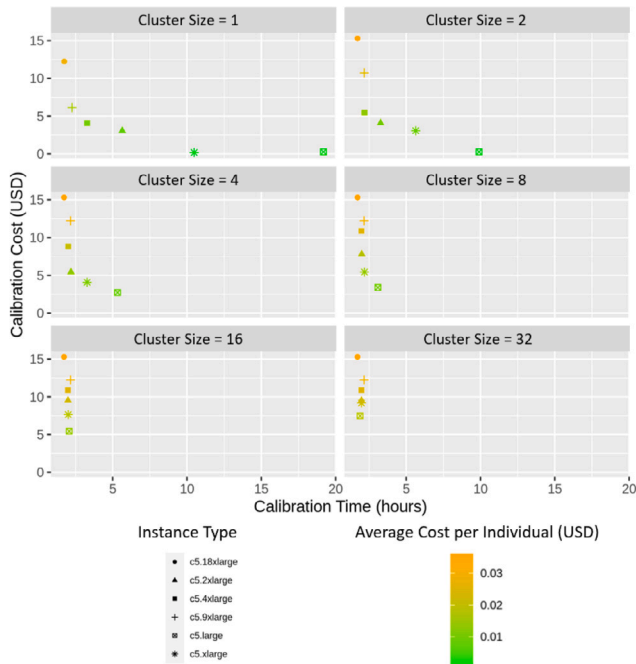 Cluster Size = 1
Cluster Size = 2
15
10
5
0
Cluster Size = 4
Cluster Size = 8
15
10
5
0
Cluster Size = 16
Cluster Size = 32
15
10
5
0
Calibration Cost (USD)
5 10 15 20 5 10 15 20
Calibration Time (hours)
Instance Type
c5.18xlarge
c5.2xlarge
c5.4xlarge
c5.9xlarge
c5.large
c5.xlarge
Average Cost per Individual (USD)
0.03
0.02
0.01